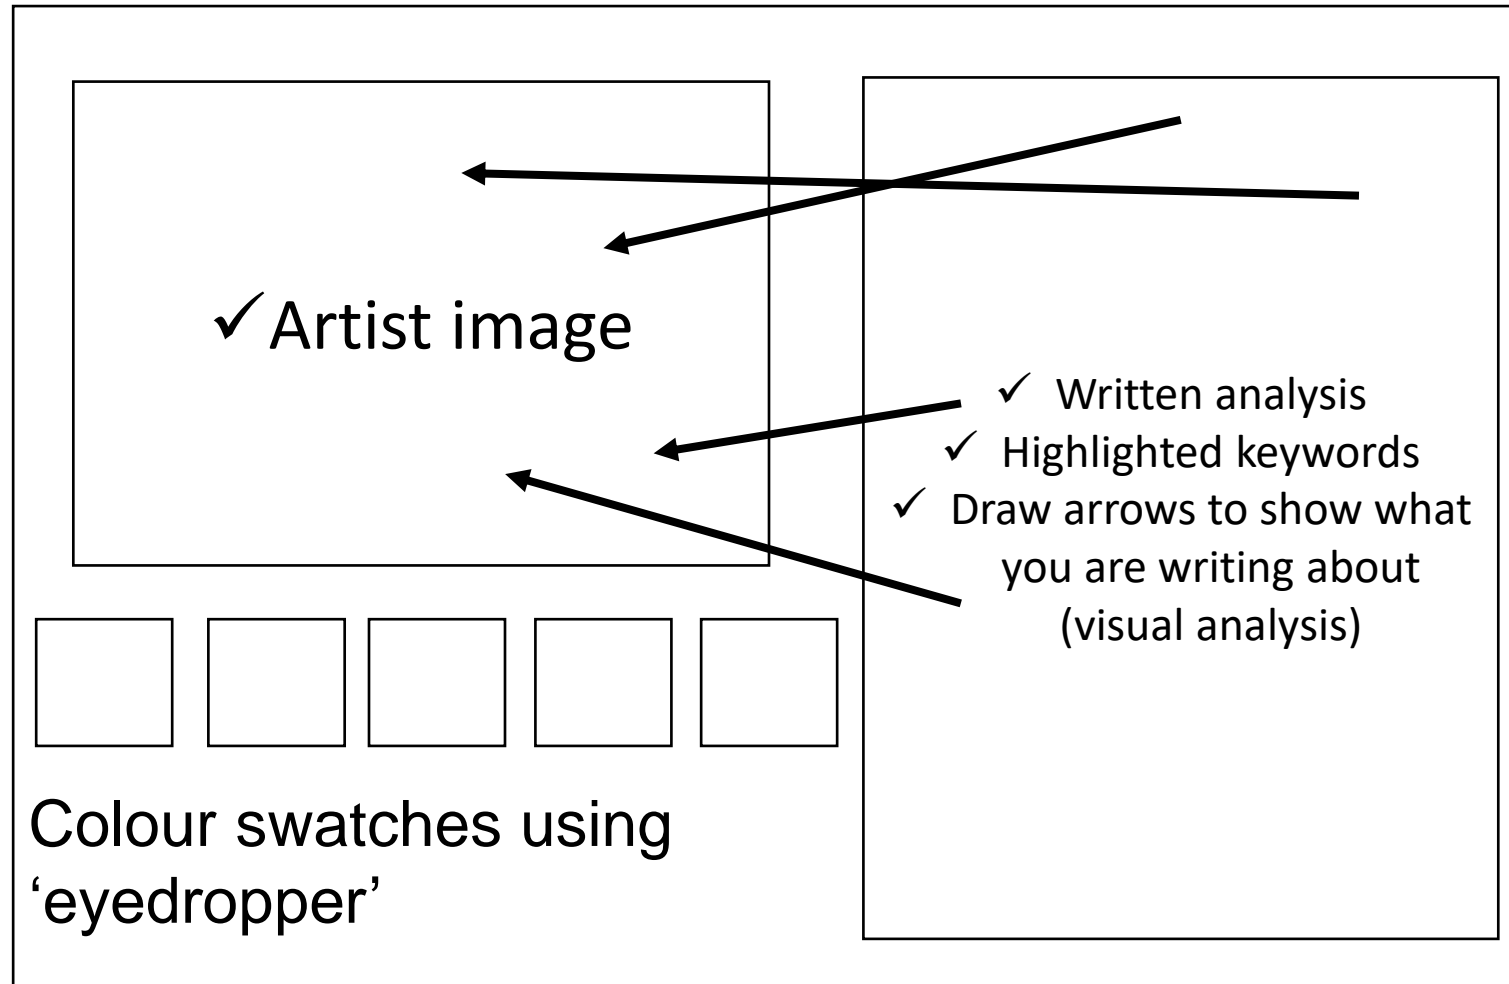 ✓Artist image
✓ Written analysis
✓ Highlighted keywords
✓ Draw arrows to show what
you are writing about
(visual analysis)
Colour swatches using
‘eyedropper’